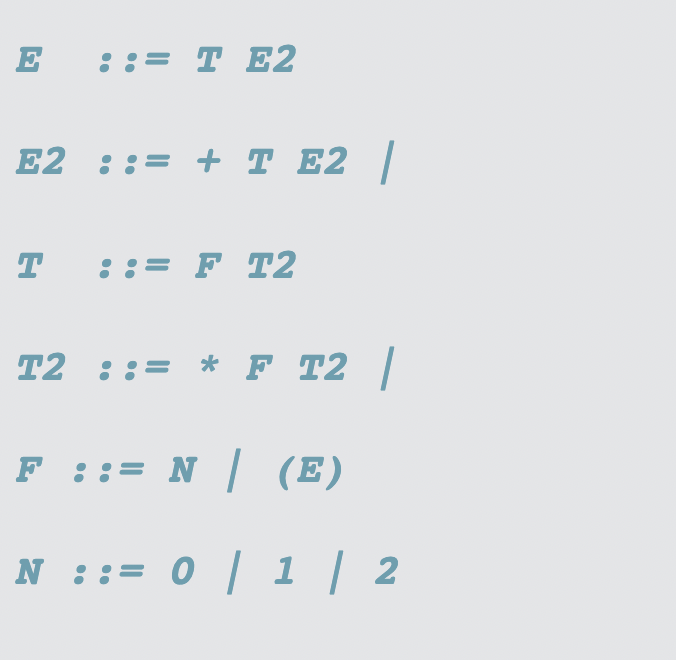 E  ::= T E2
E2 ::= + T E2 |
T  ::= F T2
T2 ::= * F T2 |
F ::= N | (E)
N ::= 0 | 1 | 2